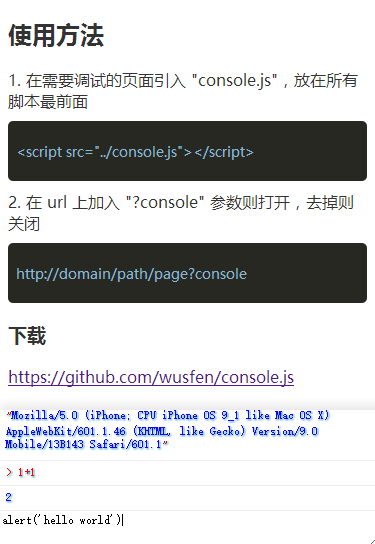 使用方法
1. 在需要调试的页面引入 "console.js"，放在所有
脚本最前面
<script src="../console.js"></script>
2. 在 url 上加入 "?console" 参数则打开，去掉则
关闭
http://domain/path/page?console
下载
https://github.com/wusfen/console.js
"Mozilla/5.0 (iPhone; CPU iPhone OS 9_1 like Mac OS X)
AppleWebKit/601.1.46 (KHTML, like Gecko) Version/9.0
Mobile/13B143 Safari/601.1"
> 1+1
2
alert('hello world')